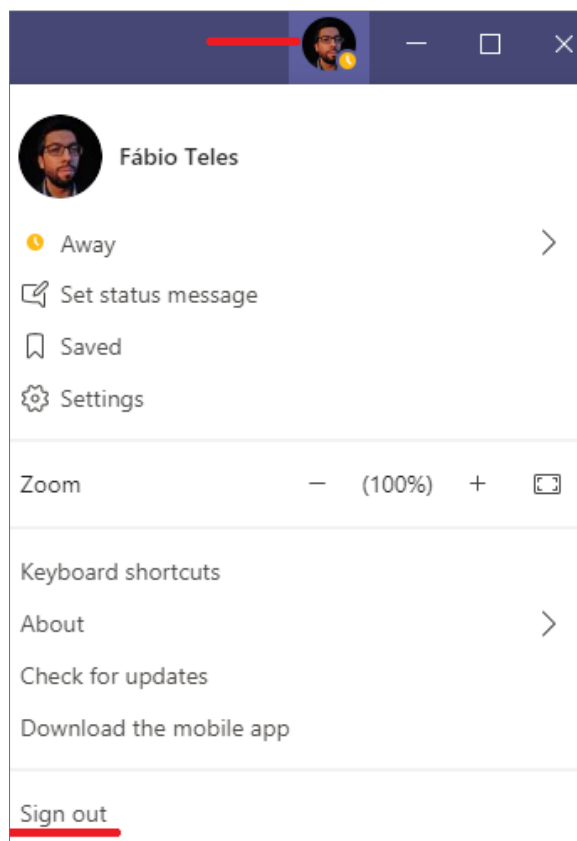 Fábio Teles
Away
Set status message
Saved
Settings
Zoom − (100%) +
Keyboard shortcuts
About
Check for updates
Download the mobile app
Sign out